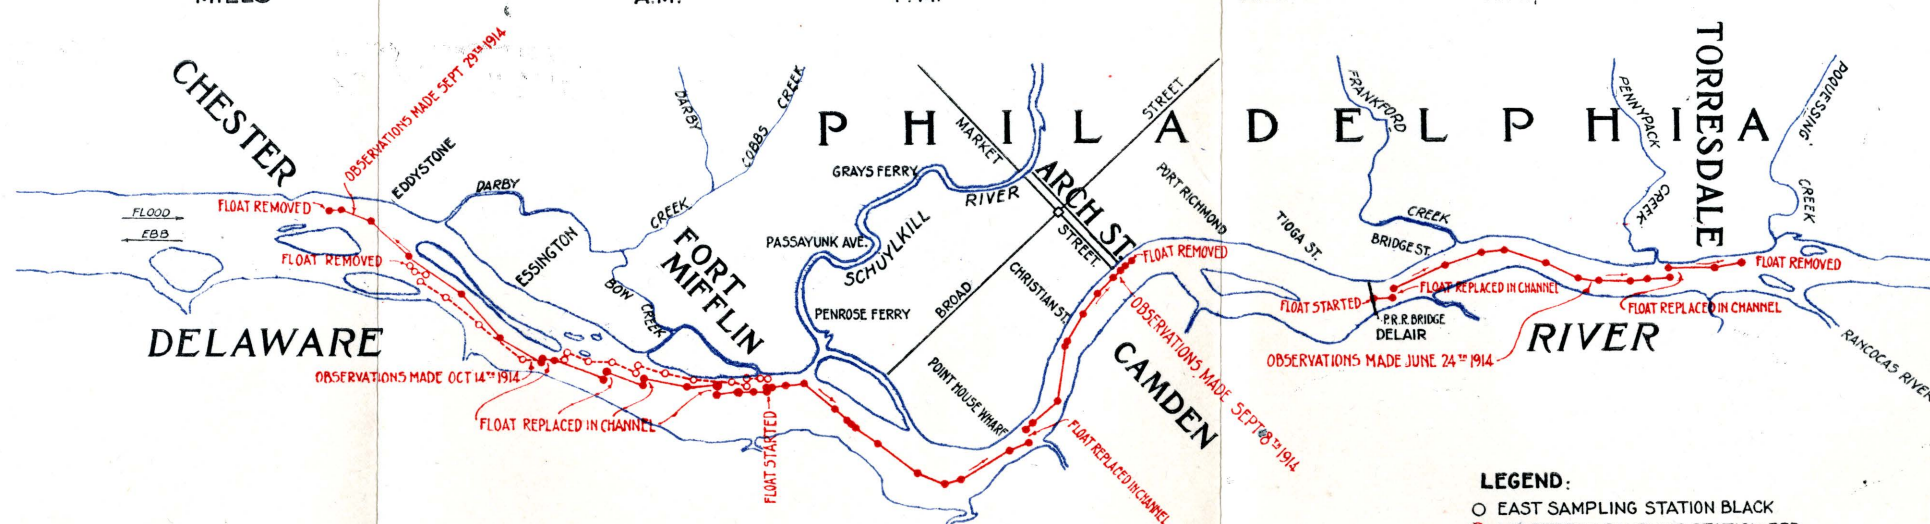 MILES
A.M.
P.M.
CHESTER
OBSERVATIONS MADE SEPT 29TH 1914
EDDYSTONE
DARBY
CREEK
DARBY
COBBS
CREEK
PHILADELPHIA
MARKET
STREET
STREET
BROAD
ARCH ST.
GRAYS FERRY
RIVER
SCHUYLKILL
PASSAYUNK AVE.
PENROSE FERRY
PORT RICHMOND
TIOGA ST.
FRANKFORD
CREEK
BRIDGE ST.
PENNYPACK
CREEK
TORRESDALE
POQUESSING
CREEK
FLOOD
EBB
FLOAT REMOVED
FLOAT REMOVED
ESSINGTON
BOW
CREEK
FORT
MIFFLIN
CHRISTIAN ST.
POINT HOUSE WHARF
FLOAT REMOVED
OBSERVATIONS MADE SEPT. 8TH 1914
CAMDEN
FLOAT STARTED
FLOAT REPLACED IN CHANNEL
P.R.R. BRIDGE
DELAIR
FLOAT REPLACED IN CHANNEL
FLOAT REMOVED
OBSERVATIONS MADE JUNE 24TH 1914
DELAWARE
RIVER
RANCOCAS RIVER
OBSERVATIONS MADE OCT 14TH 1914
FLOAT REPLACED IN CHANNEL
FLOAT STARTED
FLOAT REPLACED IN CHANNEL
LEGEND:
EAST SAMPLING STATION BLACK